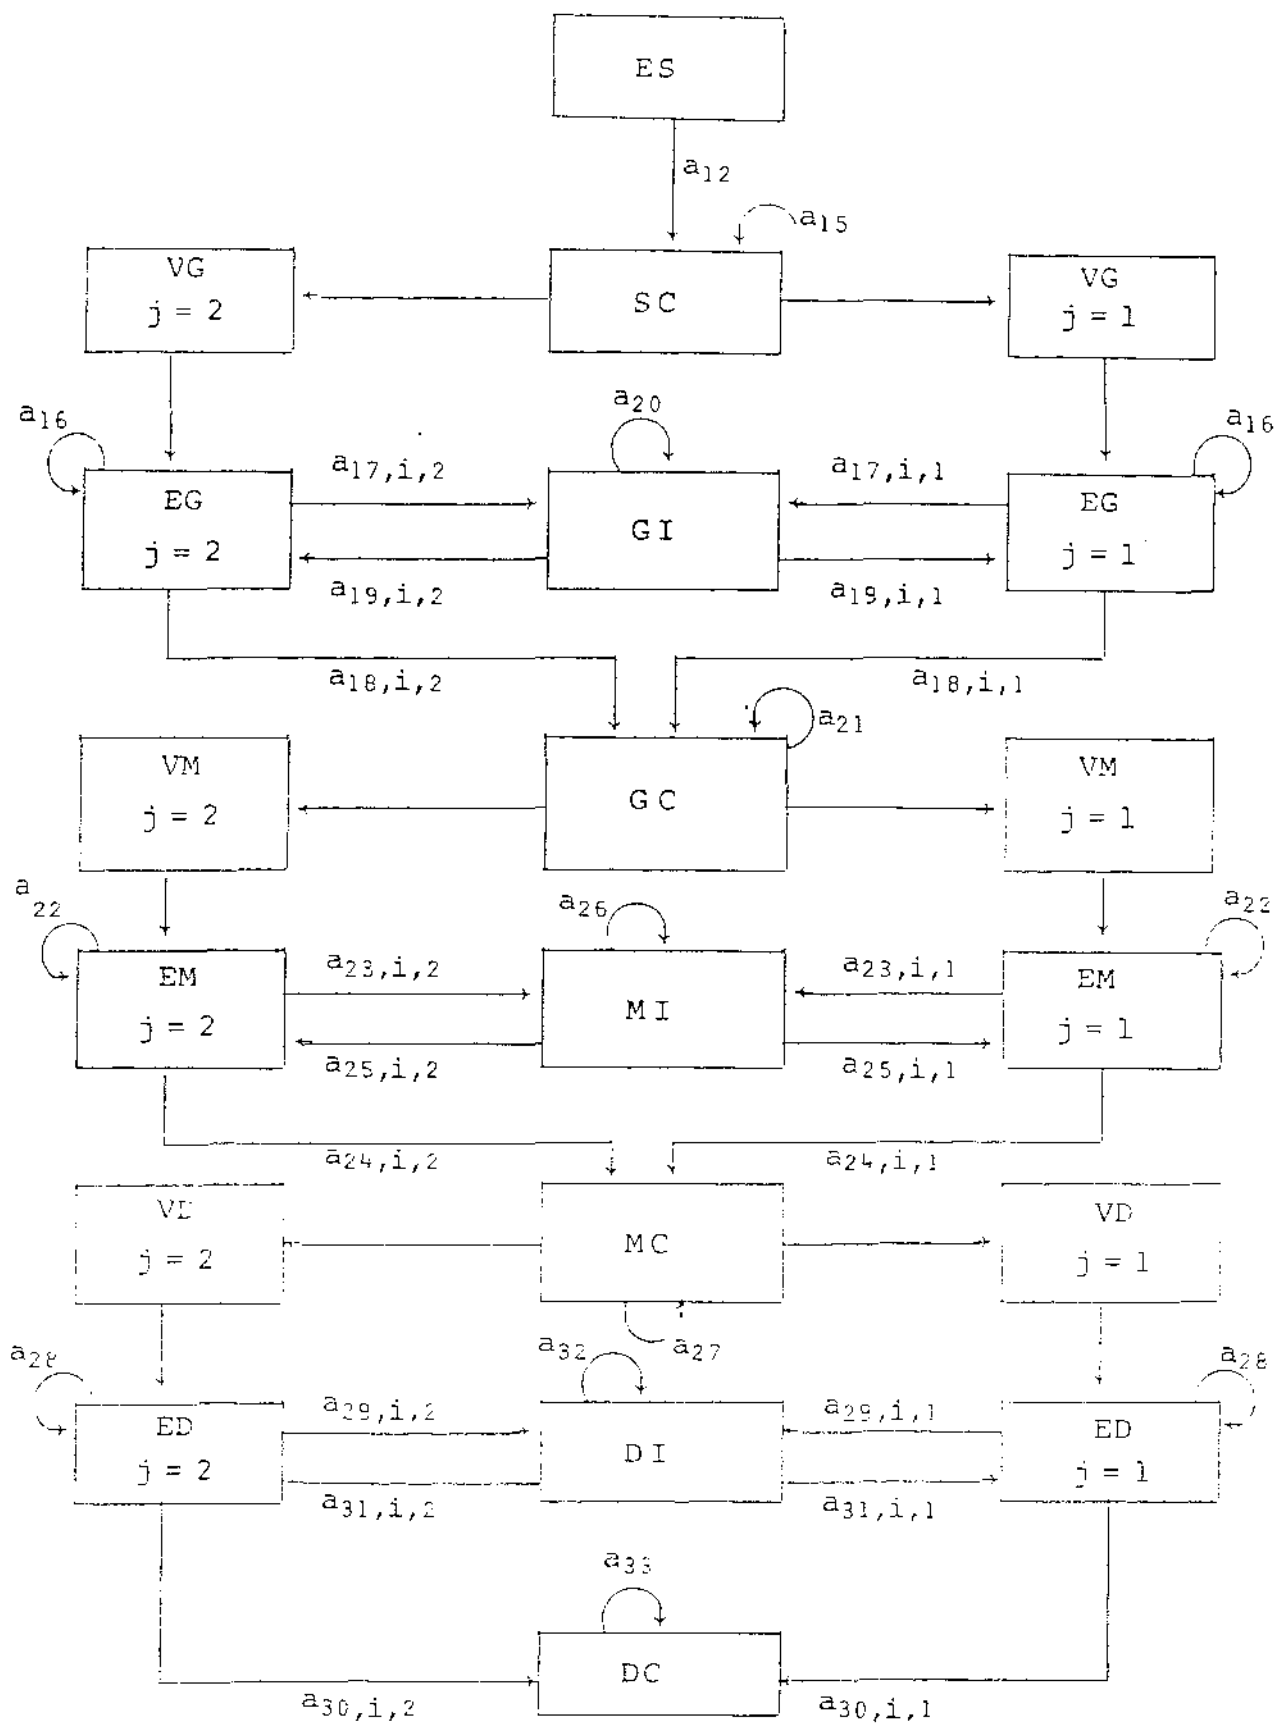 ES
a12
a15
VG
j = 2
SC
VG
j = 1
a16
a20
a16
a17,i,2
a17,i,1
EG
j = 2
GI
EG
j = 1
a19,i,2
a19,i,1
a18,i,2
a18,i,1
a21
VM
j = 2
GC
VM
j = 1
a22
a26
a22
a23,i,2
a23,i,1
EM
j = 2
MI
EM
j = 1
a25,i,2
a25,i,1
a24,i,2
a24,i,1
VD
j = 2
MC
VD
j = 1
a28
a32
a27
a28
a29,i,2
a29,i,1
ED
j = 2
DI
ED
j = 1
a31,i,2
a31,i,1
a33
DC
a30,i,2
a30,i,1